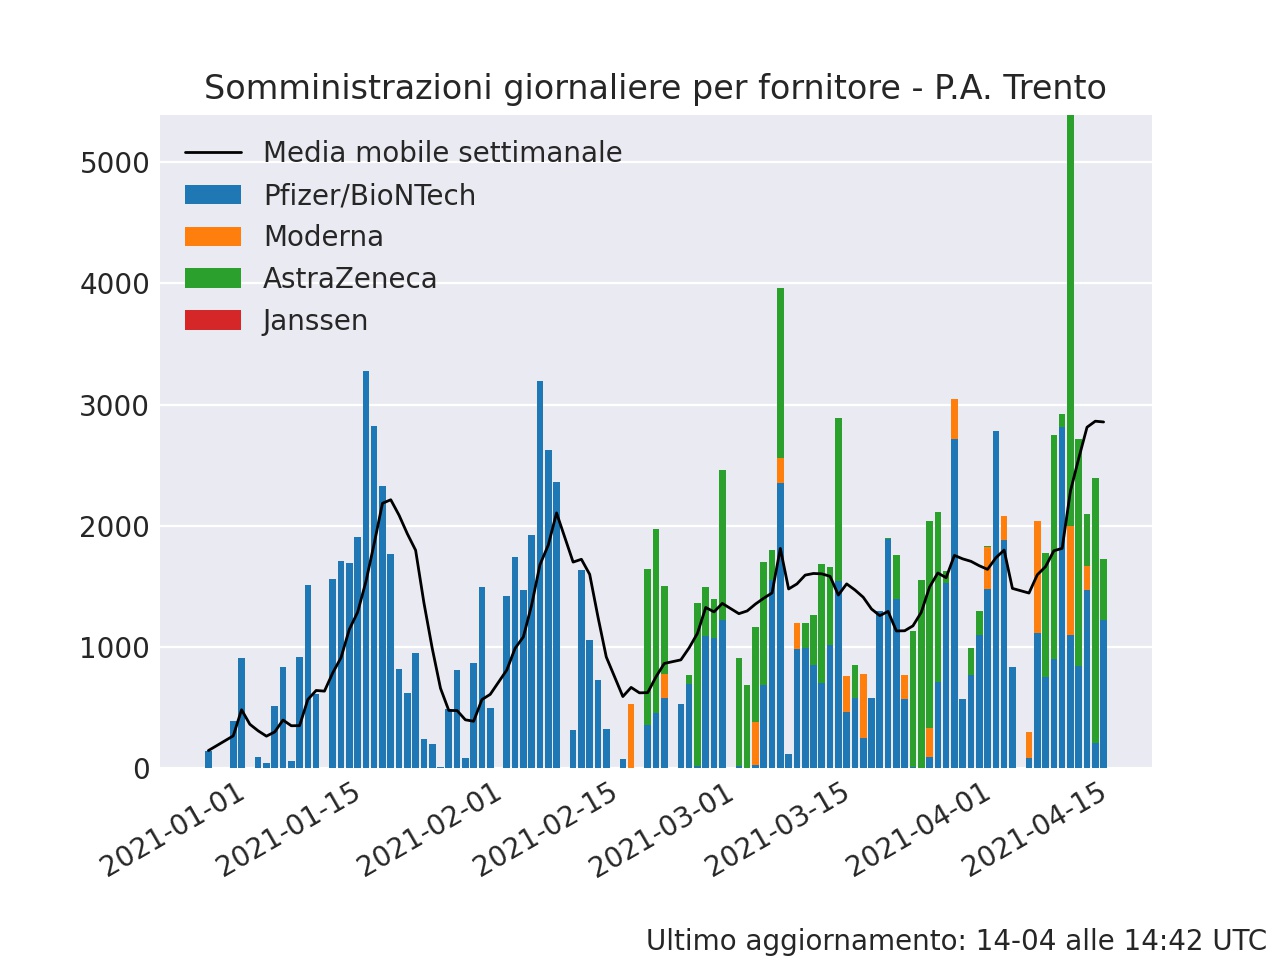 Somministrazioni giornaliere per fornitore - P.A. Trento
Media mobile settimanale
Pfizer/BioNTech
Moderna
AstraZeneca
Janssen
5000
4000
3000
2000
1000
0
2021-01-01
2021-01-15
2021-02-01
2021-02-15
2021-03-01
2021-03-15
2021-04-01
2021-04-15
Ultimo aggiornamento: 14-04 alle 14:42 UTC